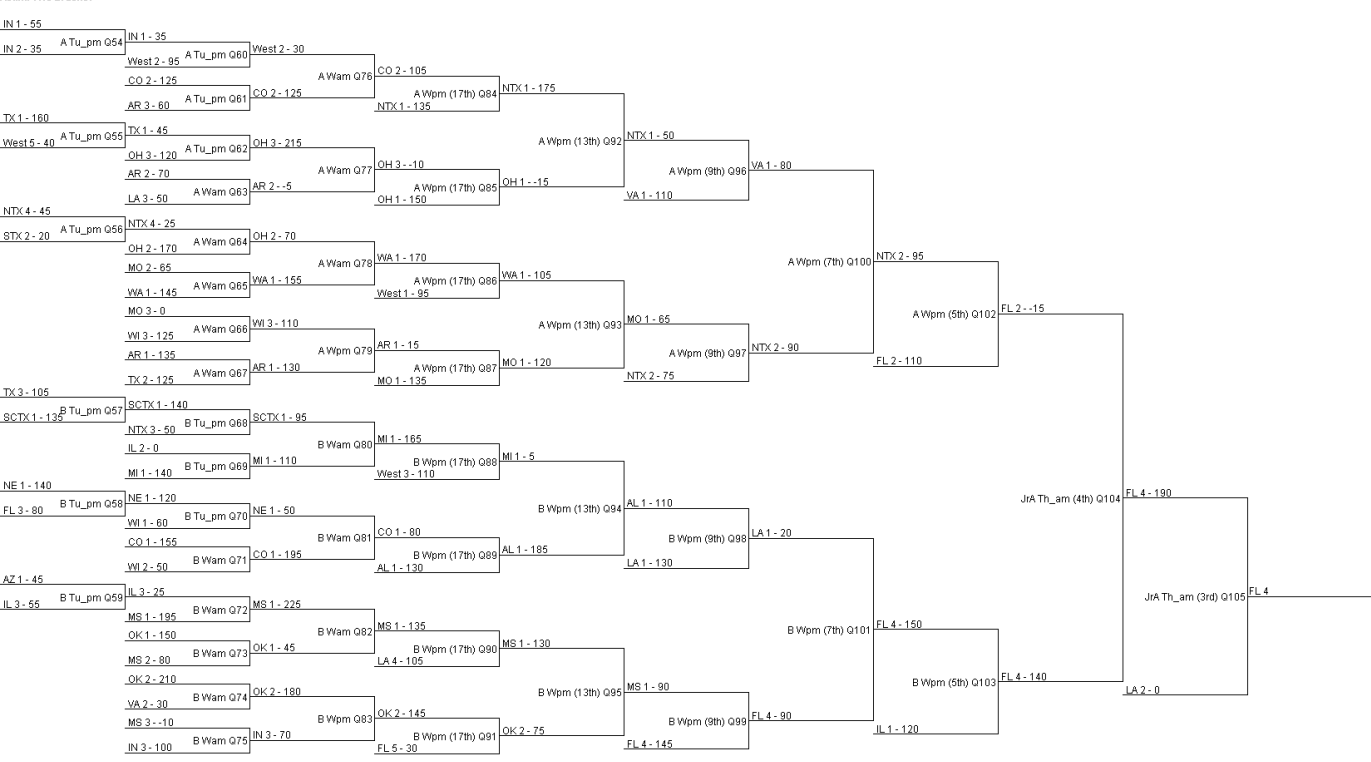 IN 1 - 55
IN 2 - 35
A Tu_pm Q54
TX 1 - 160
West 5 - 40
A Tu_pm Q55
NTX 4 - 45
STX 2 - 20
A Tu_pm Q56
TX 3 - 105
SCTX 1 - 135
B Tu_pm Q57
NE 1 - 140
FL 3 - 80
B Tu_pm Q58
AZ 1 - 45
IL 3 - 55
B Tu_pm Q59
IN 1 - 35
West 2 - 95
A Tu_pm Q60
CO 2 - 125
AR 3 - 60
A Tu_pm Q61
TX 1 - 45
OH 3 - 120
A Tu_pm Q62
AR 2 - 70
LA 3 - 50
A Wam Q63
NTX 4 - 25
OH 2 - 170
A Wam Q64
MO 2 - 65
WA 1 - 145
A Wam Q65
MO 3 - 0
WI 3 - 125
A Wam Q66
AR 1 - 135
TX 2 - 125
A Wam Q67
SCTX 1 - 140
NTX 3 - 50
B Tu_pm Q68
IL 2 - 0
MI 1 - 140
B Tu_pm Q69
NE 1 - 120
WI 1 - 60
B Tu_pm Q70
CO 1 - 155
WI 2 - 50
B Wam Q71
IL 3 - 25
MS 1 - 195
B Wam Q72
OK 1 - 150
MS 2 - 80
B Wam Q73
OK 2 - 210
VA 2 - 30
B Wam Q74
MS 3 - -10
IN 3 - 100
B Wam Q75
West 2 - 30
CO 2 - 125
A Wam Q76
OH 3 - 215
AR 2 - -5
A Wam Q77
OH 2 - 70
WA 1 - 155
A Wam Q78
WI 3 - 110
AR 1 - 130
A Wpm Q79
SCTX 1 - 95
MI 1 - 110
B Wam Q80
NE 1 - 50
CO 1 - 195
B Wam Q81
MS 1 - 225
OK 1 - 45
B Wam Q82
OK 2 - 180
IN 3 - 70
B Wpm Q83
CO 2 - 105
NTX 1 - 135
A Wpm (17th) Q84
OH 3 - -10
OH 1 - 150
A Wpm (17th) Q85
WA 1 - 170
West 1 - 95
A Wpm (17th) Q86
AR 1 - 15
MO 1 - 135
A Wpm (17th) Q87
MI 1 - 165
West 3 - 110
B Wpm (17th) Q88
CO 1 - 80
AL 1 - 130
B Wpm (17th) Q89
MS 1 - 135
LA 4 - 105
B Wpm (17th) Q90
OK 2 - 145
FL 5 - 30
B Wpm (17th) Q91
NTX 1 - 175
OH 1 - -15
A Wpm (13th) Q92
WA 1 - 105
MO 1 - 120
A Wpm (13th) Q93
MI 1 - 5
AL 1 - 185
B Wpm (13th) Q94
MS 1 - 130
OK 2 - 75
B Wpm (13th) Q95
NTX 1 - 50
VA 1 - 110
A Wpm (9th) Q96
MO 1 - 65
NTX 2 - 75
A Wpm (9th) Q97
AL 1 - 110
LA 1 - 130
B Wpm (9th) Q98
MS 1 - 90
FL 4 - 145
B Wpm (9th) Q99
VA 1 - 80
NTX 2 - 90
A Wpm (7th) Q100
LA 1 - 20
FL 4 - 90
B Wpm (7th) Q101
NTX 2 - 95
FL 2 - 110
A Wpm (5th) Q102
FL 4 - 150
IL 1 - 120
B Wpm (5th) Q103
FL 2 - -15
FL 4 - 140
JrA Th_am (4th) Q104
FL 4 - 190
LA 2 - 0
JrA Th_am (3rd) Q105
FL 4